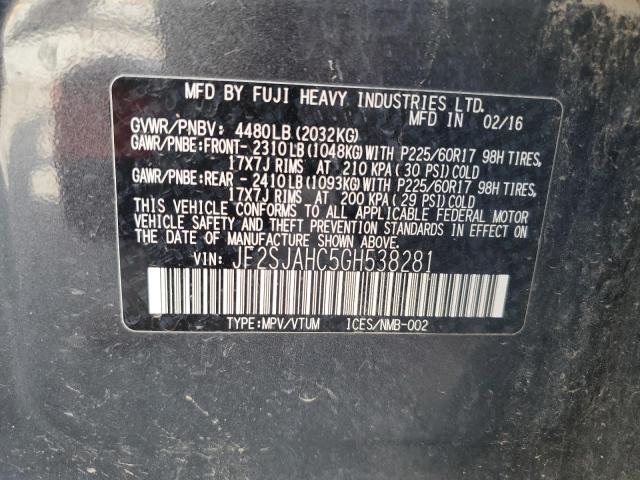 MFD BY FUJI HEAVY INDUSTRIES LTD.
MFD IN 02/16
GVWR/PNBV: 4480LB(2032KG)
GAWR/PNBE:FRONT- 2310LB(1048KG)WITH P225/60R17 98H TIRES,
17X7J RIMS AT 210 KPA(30 PSI)COLD
GAWR/PNBE:REAR - 2410LB(1093KG)WITH P225/60R17 98H TIRES,
17X7J RIMS AT 200 KPA(29 PSI)COLD
THIS VEHICLE CONFORMS TO ALL APPLICABLE FEDERAL MOTOR
VEHICLE SAFETY AND THEFT PREVENTION STANDARDS IN EFFECT ON
THE DATE OF MANUFACTURE SHOWN ABOVE.
VIN: JF2SJAHC5GH538281
TYPE:MPV/VTUM ICES/NMB-002